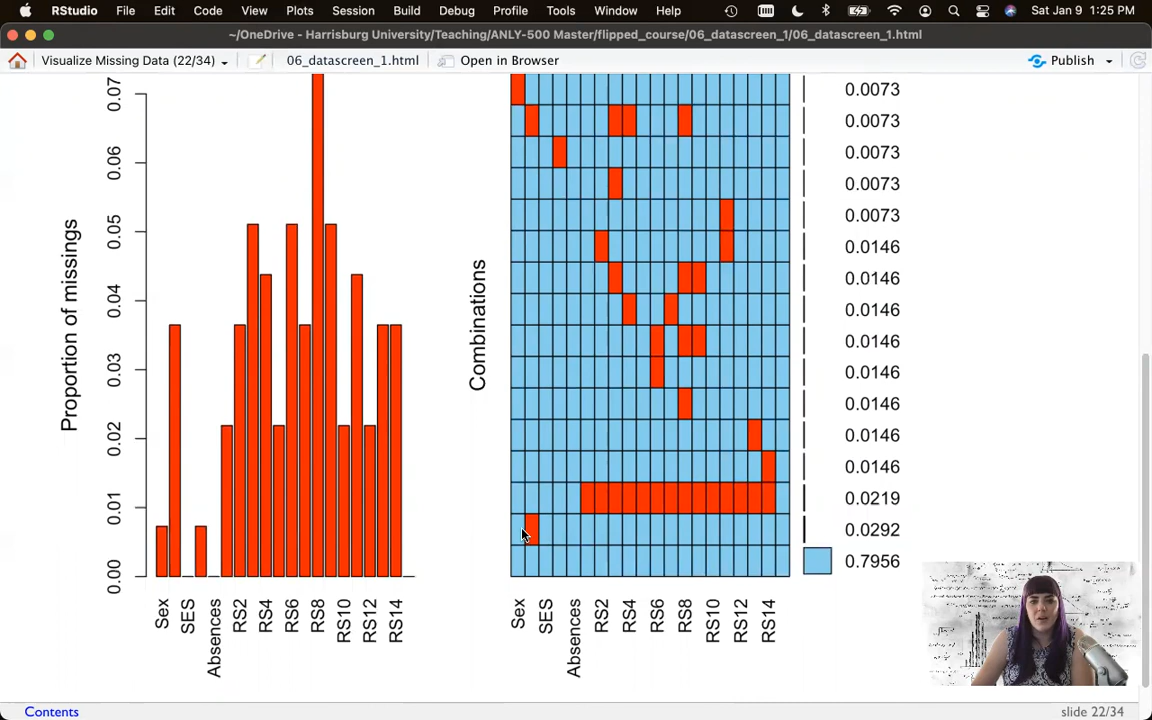 RStudio File Edit Code View Plots Session Build Debug Profile Tools Window Help Sat Jan 9 1:25 PM
~/OneDrive - Harrisburg University/Teaching/ANLY-500 Master/flipped_course/06_datascreen_1/06_datascreen_1.html
Visualize Missing Data (22/34) 06_datascreen_1.html Open in Browser Publish
Proportion of missings
0.07
0.06
0.05
0.04
0.03
0.02
0.01
0.00
Sex
SES
Absences
RS2
RS4
RS6
RS8
RS10
RS12
RS14
Combinations
Sex
SES
Absences
RS2
RS4
RS6
RS8
RS10
RS12
RS14
0.0073
0.0073
0.0073
0.0073
0.0073
0.0146
0.0146
0.0146
0.0146
0.0146
0.0146
0.0146
0.0146
0.0219
0.0292
0.7956
Contents
slide 22/34